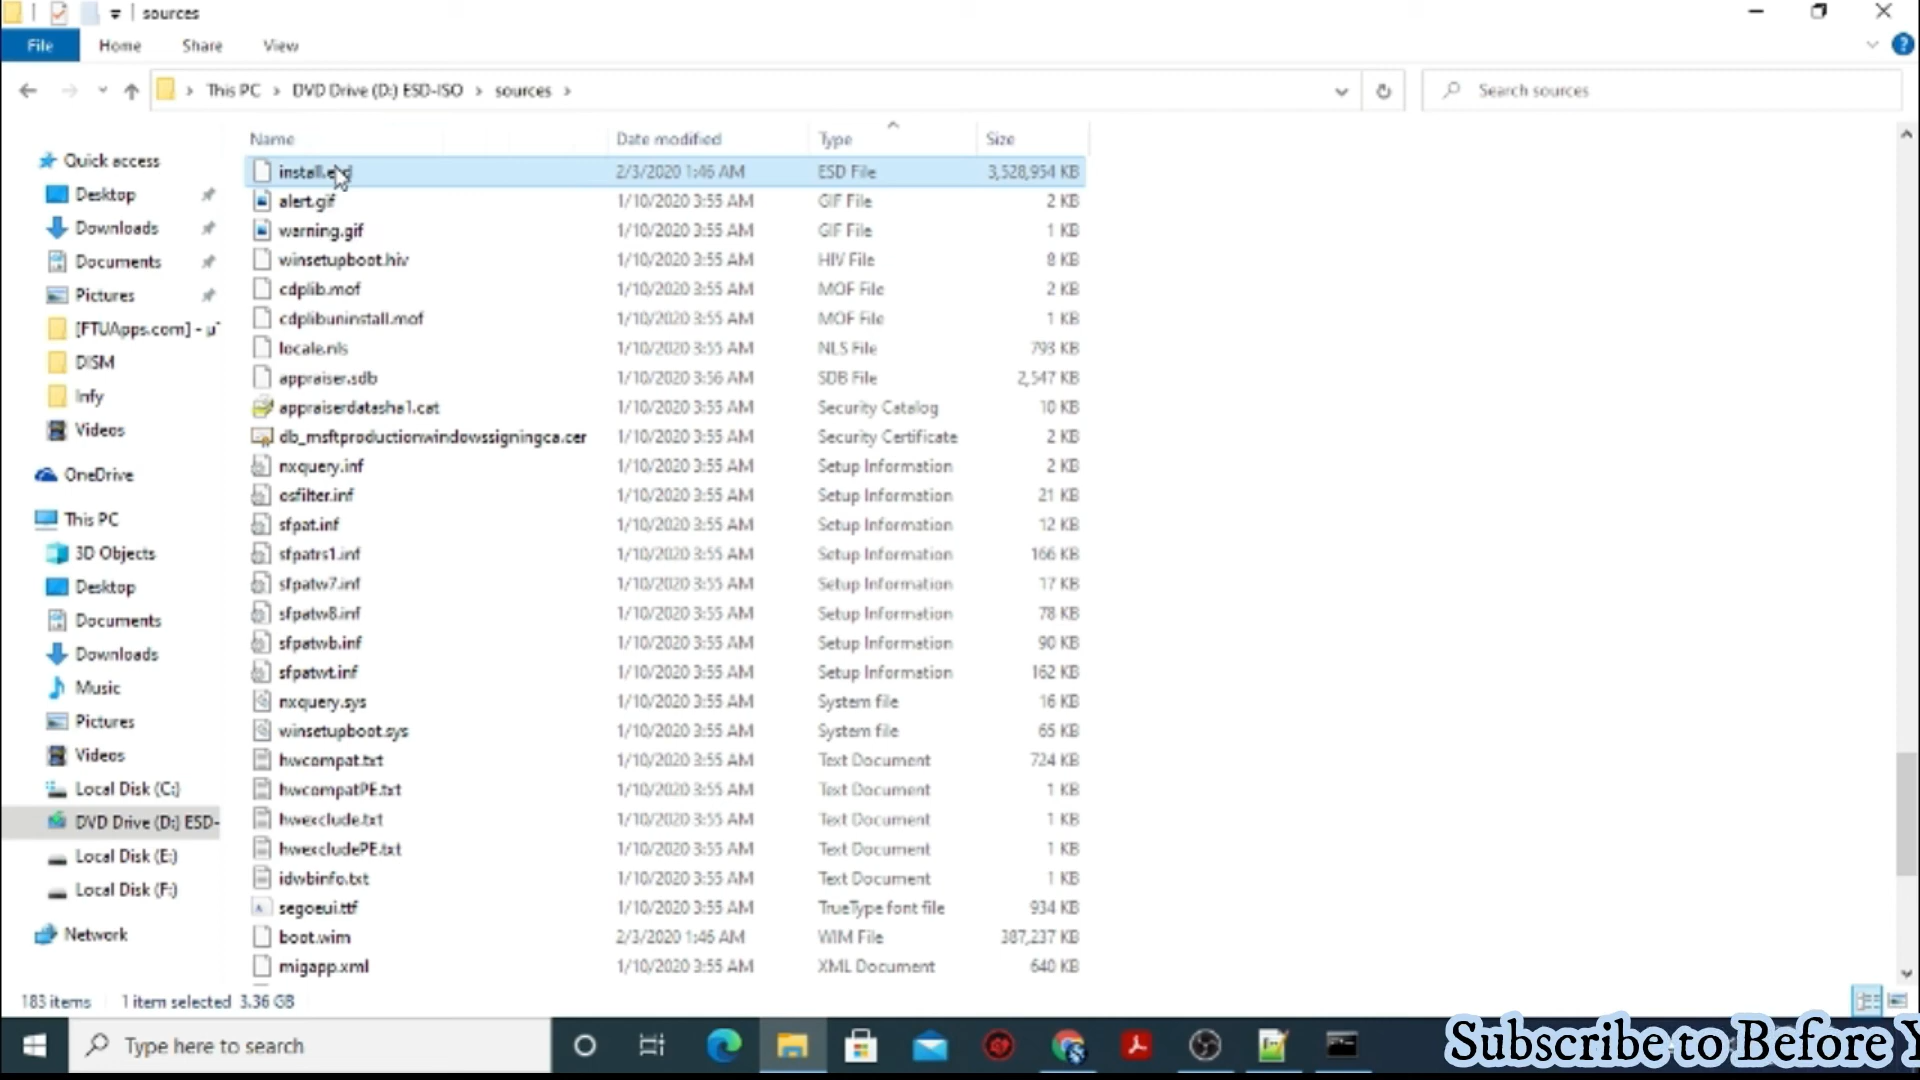 sources
File Home Share View
This PC > DVD Drive (D:) ESD-ISO > sources >
Search sources
Name Date modified Type Size
Quick access
Desktop
Downloads
Documents
Pictures
[FTUApps.com] - µT
DISM
Infy
Videos
OneDrive
This PC
3D Objects
Desktop
Documents
Downloads
Music
Pictures
Videos
Local Disk (C:)
DVD Drive (D:) ESD-
Local Disk (E:)
Local Disk (F:)
Network
install.esd 2/3/2020 1:46 AM ESD File 3,528,954 KB
alert.gif 1/10/2020 3:55 AM GIF File 2 KB
warning.gif 1/10/2020 3:55 AM GIF File 1 KB
winsetupboot.hiv 1/10/2020 3:55 AM HIV File 8 KB
cdplib.mof 1/10/2020 3:55 AM MOF File 2 KB
cdplibuninstall.mof 1/10/2020 3:55 AM MOF File 1 KB
locale.nls 1/10/2020 3:55 AM NLS File 793 KB
appraiser.sdb 1/10/2020 3:56 AM SDB File 2,547 KB
appraiserdatasha1.cat 1/10/2020 3:55 AM Security Catalog 10 KB
db_msftproductionwindowssigningca.cer 1/10/2020 3:55 AM Security Certificate 2 KB
nxquery.inf 1/10/2020 3:55 AM Setup Information 2 KB
osfilter.inf 1/10/2020 3:55 AM Setup Information 21 KB
sfpat.inf 1/10/2020 3:55 AM Setup Information 12 KB
sfpatrs1.inf 1/10/2020 3:55 AM Setup Information 166 KB
sfpatw7.inf 1/10/2020 3:55 AM Setup Information 17 KB
sfpatw8.inf 1/10/2020 3:55 AM Setup Information 78 KB
sfpatwb.inf 1/10/2020 3:55 AM Setup Information 90 KB
sfpatwt.inf 1/10/2020 3:55 AM Setup Information 162 KB
nxquery.sys 1/10/2020 3:55 AM System file 16 KB
winsetupboot.sys 1/10/2020 3:55 AM System file 65 KB
hwcompat.txt 1/10/2020 3:55 AM Text Document 724 KB
hwcompatPE.txt 1/10/2020 3:55 AM Text Document 1 KB
hwexclude.txt 1/10/2020 3:55 AM Text Document 1 KB
hwexcludePE.txt 1/10/2020 3:55 AM Text Document 1 KB
idwbinfo.txt 1/10/2020 3:55 AM Text Document 1 KB
segoeui.ttf 1/10/2020 3:55 AM TrueType font file 934 KB
boot.wim 2/3/2020 1:46 AM WIM File 387,237 KB
migapp.xml 1/10/2020 3:55 AM XML Document 640 KB
183 items 1 item selected 3.36 GB
Type here to search
Subscribe to Before Y